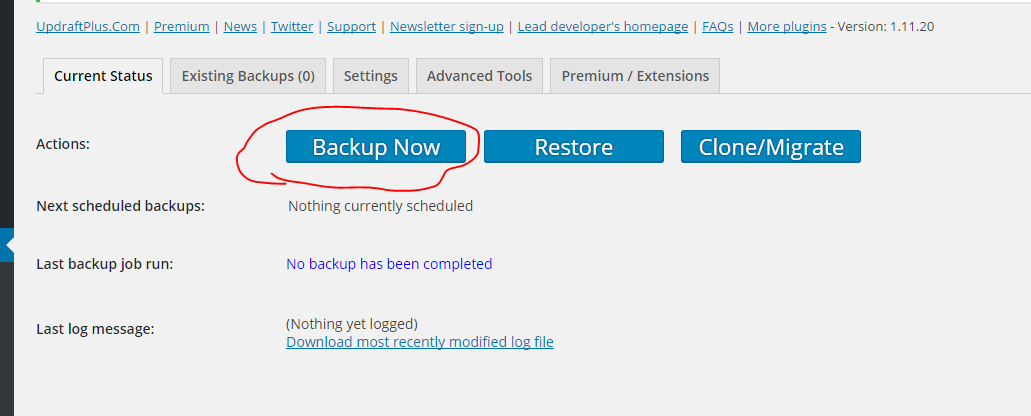 UpdraftPlus.Com | Premium | News | Twitter | Support | Newsletter sign-up | Lead developer's homepage | FAQs | More plugins - Version: 1.11.20
Current Status Existing Backups (0) Settings Advanced Tools Premium / Extensions
Actions: Backup Now Restore Clone/Migrate
Next scheduled backups: Nothing currently scheduled
Last backup job run: No backup has been completed
Last log message: (Nothing yet logged)
Download most recently modified log file